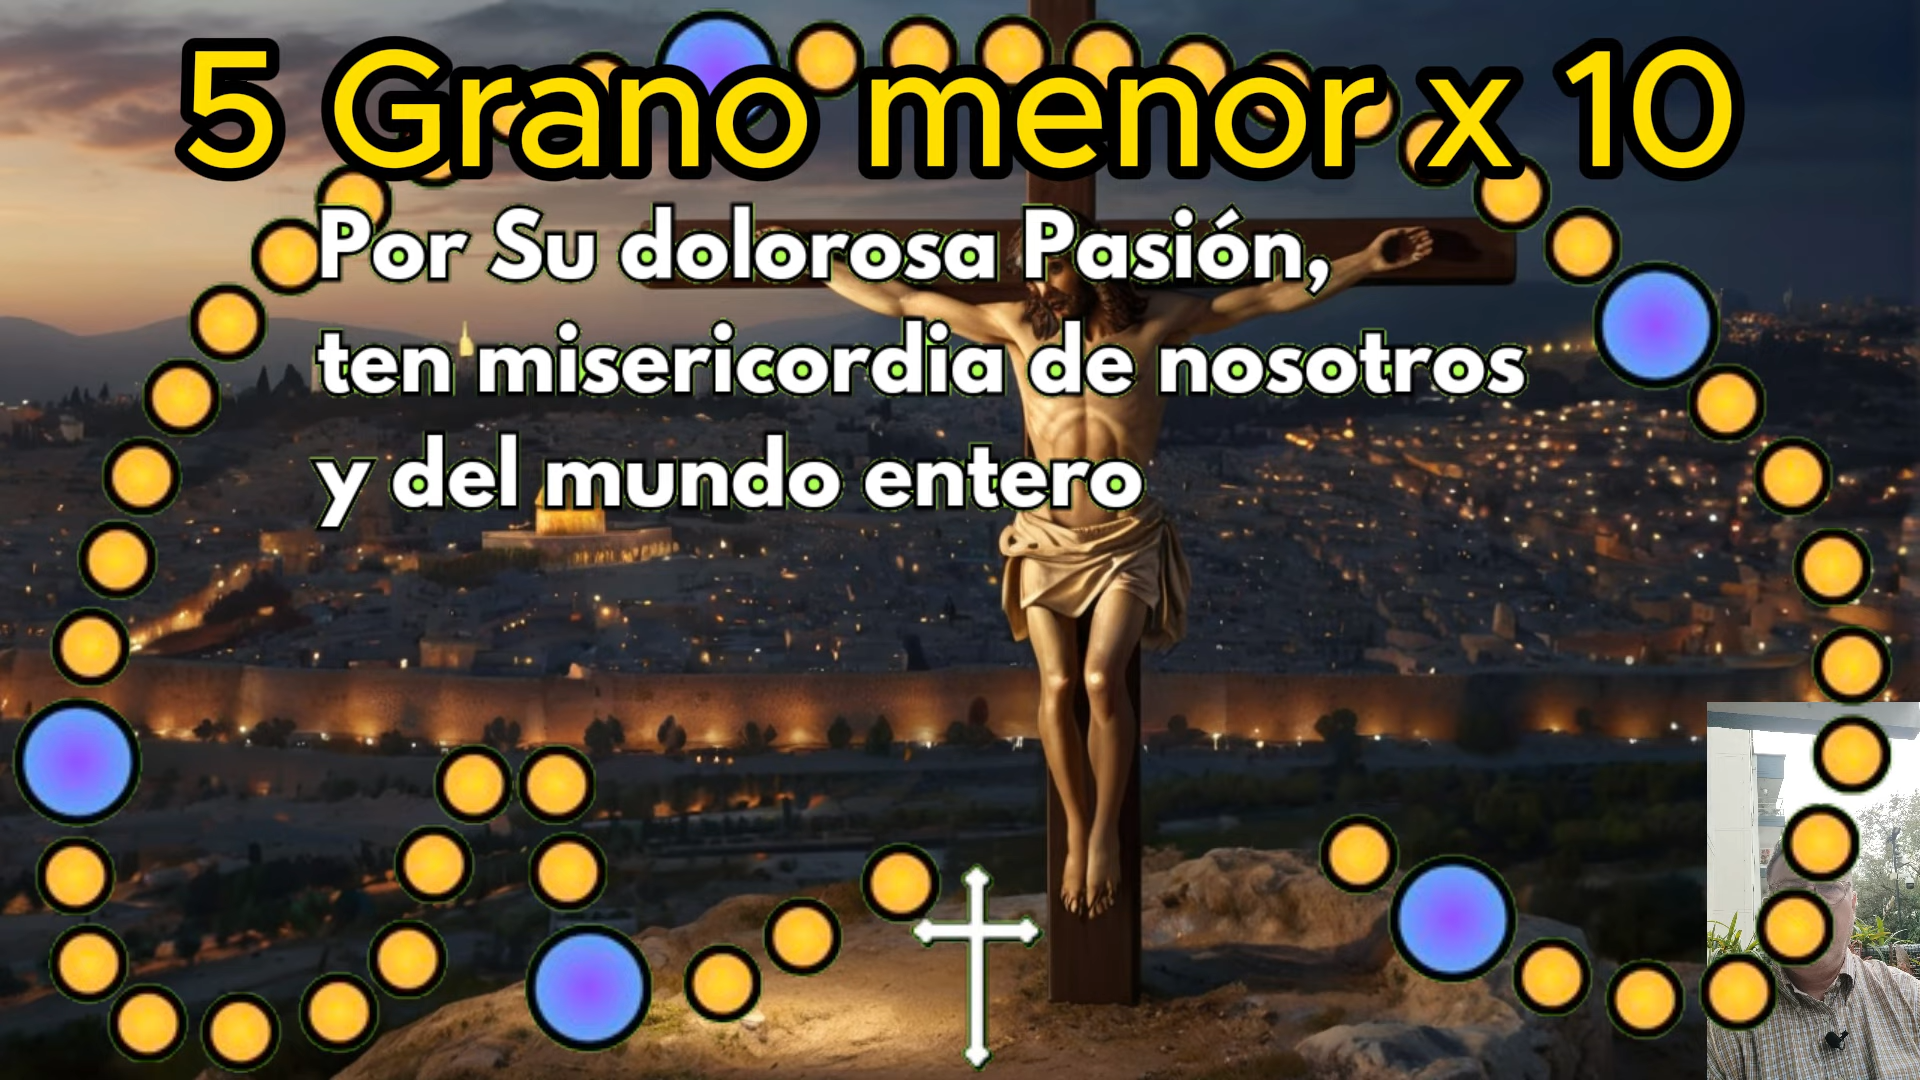 5 Grano menor x 10
Por Su dolorosa Pasión,
ten misericordia de nosotros
y del mundo entero